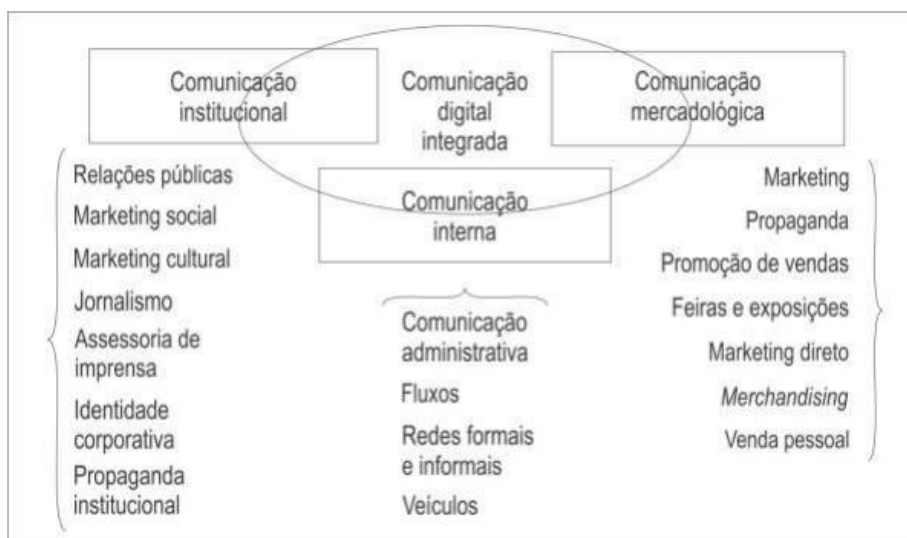 Comunicação
institucional
Comunicação
digital
integrada
Comunicação
mercadológica
Relações públicas
Marketing social
Marketing cultural
Jornalismo
Assessoria de
imprensa
Identidade
corporativa
Propaganda
institucional
Comunicação
interna
Comunicação
administrativa
Fluxos
Redes formais
e informais
Veículos
Marketing
Propaganda
Promoção de vendas
Feiras e exposições
Marketing direto
Merchandising
Venda pessoal